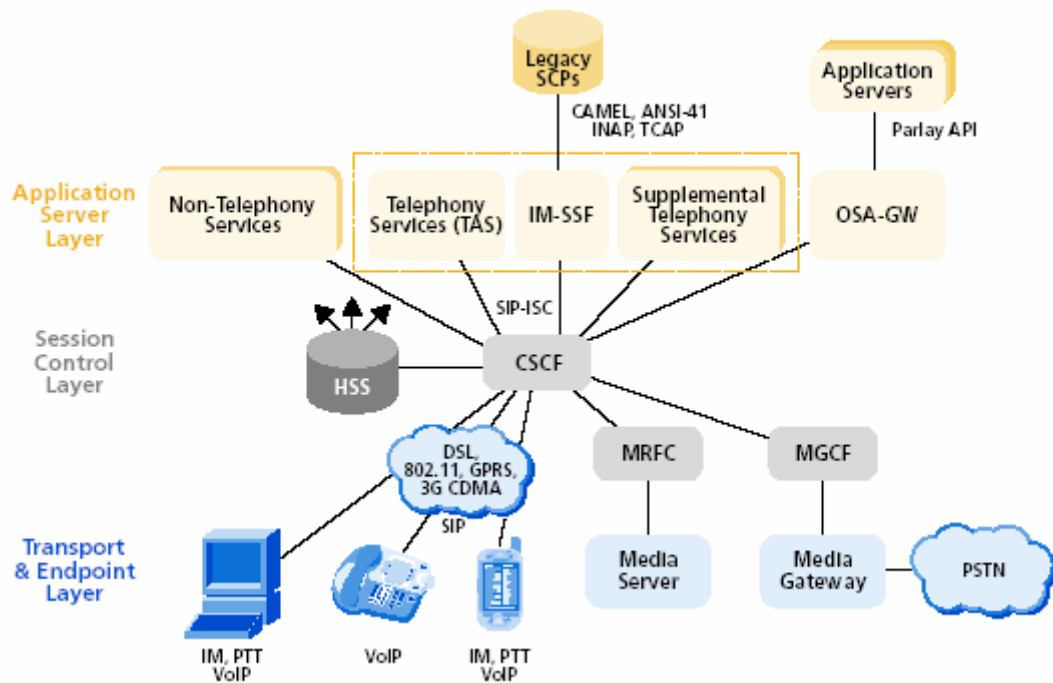 Legacy
SCPs
Application
Servers
CAMEL, ANSI-41
INAP, TCAP
Parlay API
Application
Server
Layer
Non-Telephony
Services
Telephony
Services (TAS)
IM-SSF
Supplemental
Telephony
Services
OSA-GW
SIP-ISC
Session
Control
Layer
HSS
CSCF
DSL,
802.11, GPRS,
3G CDMA
SIP
MRFC
MGCF
Transport
& Endpoint
Layer
Media
Server
Media
Gateway
PSTN
IM, PTT
VoIP
VoIP
IM, PTT
VoIP